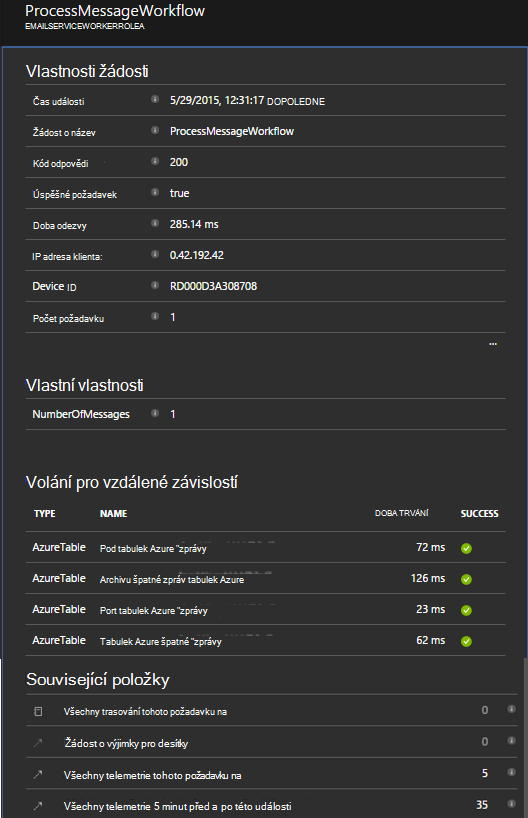 ProcessMessageWorkflow
EMAILSERVICEWORKERROLEA
Vlastnosti žádosti
Čas události 5/29/2015, 12:31:17 DOPOLEDNE
Žádost o název ProcessMessageWorkflow
Kód odpovědi 200
Úspěšné požadavek true
Doba odezvy 285.14 ms
IP adresa klienta: 0.42.192.42
Device ID RD000D3A308708
Počet požadavku 1
...
Vlastní vlastnosti
NumberOfMessages 1
Volání pro vzdálené závislostí
TYPE NAME DOBA TRVÁNÍ SUCCESS
AzureTable Pod tabulek Azure "zprávy 72 ms
AzureTable Archivu špatné zpráv tabulek Azure 126 ms
AzureTable Port tabulek Azure "zprávy 23 ms
AzureTable Tabulek Azure špatné "zprávy 62 ms
Související položky
Všechny trasování tohoto požadavku na 0
Žádost o výjimky pro desítky 0
Všechny telemetrie tohoto požadavku na 5
Všechny telemetrie 5 minut před a po této události 35